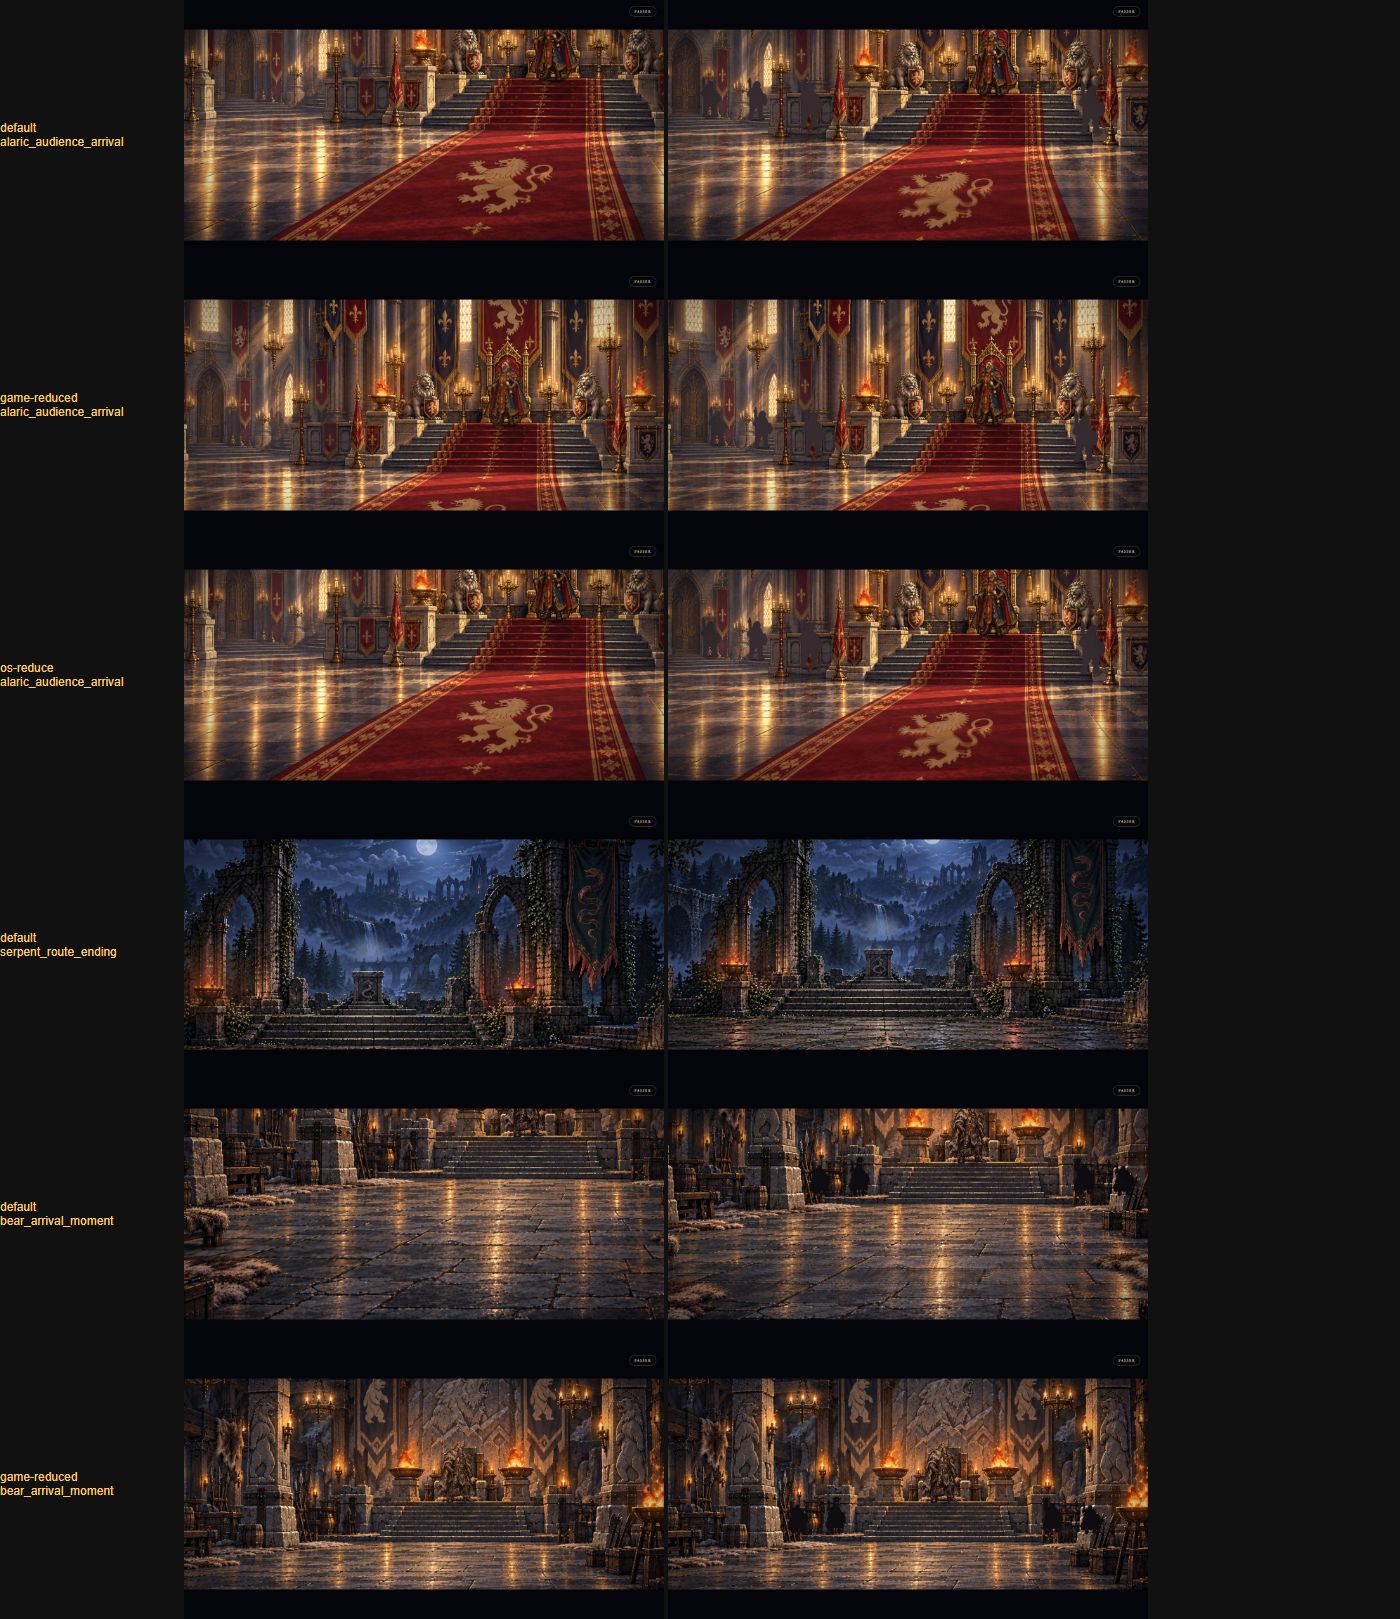 default
alaric_audience_arrival
game-reduced
alaric_audience_arrival
os-reduce
alaric_audience_arrival
default
serpent_route_ending
default
bear_arrival_moment
game-reduced
bear_arrival_moment